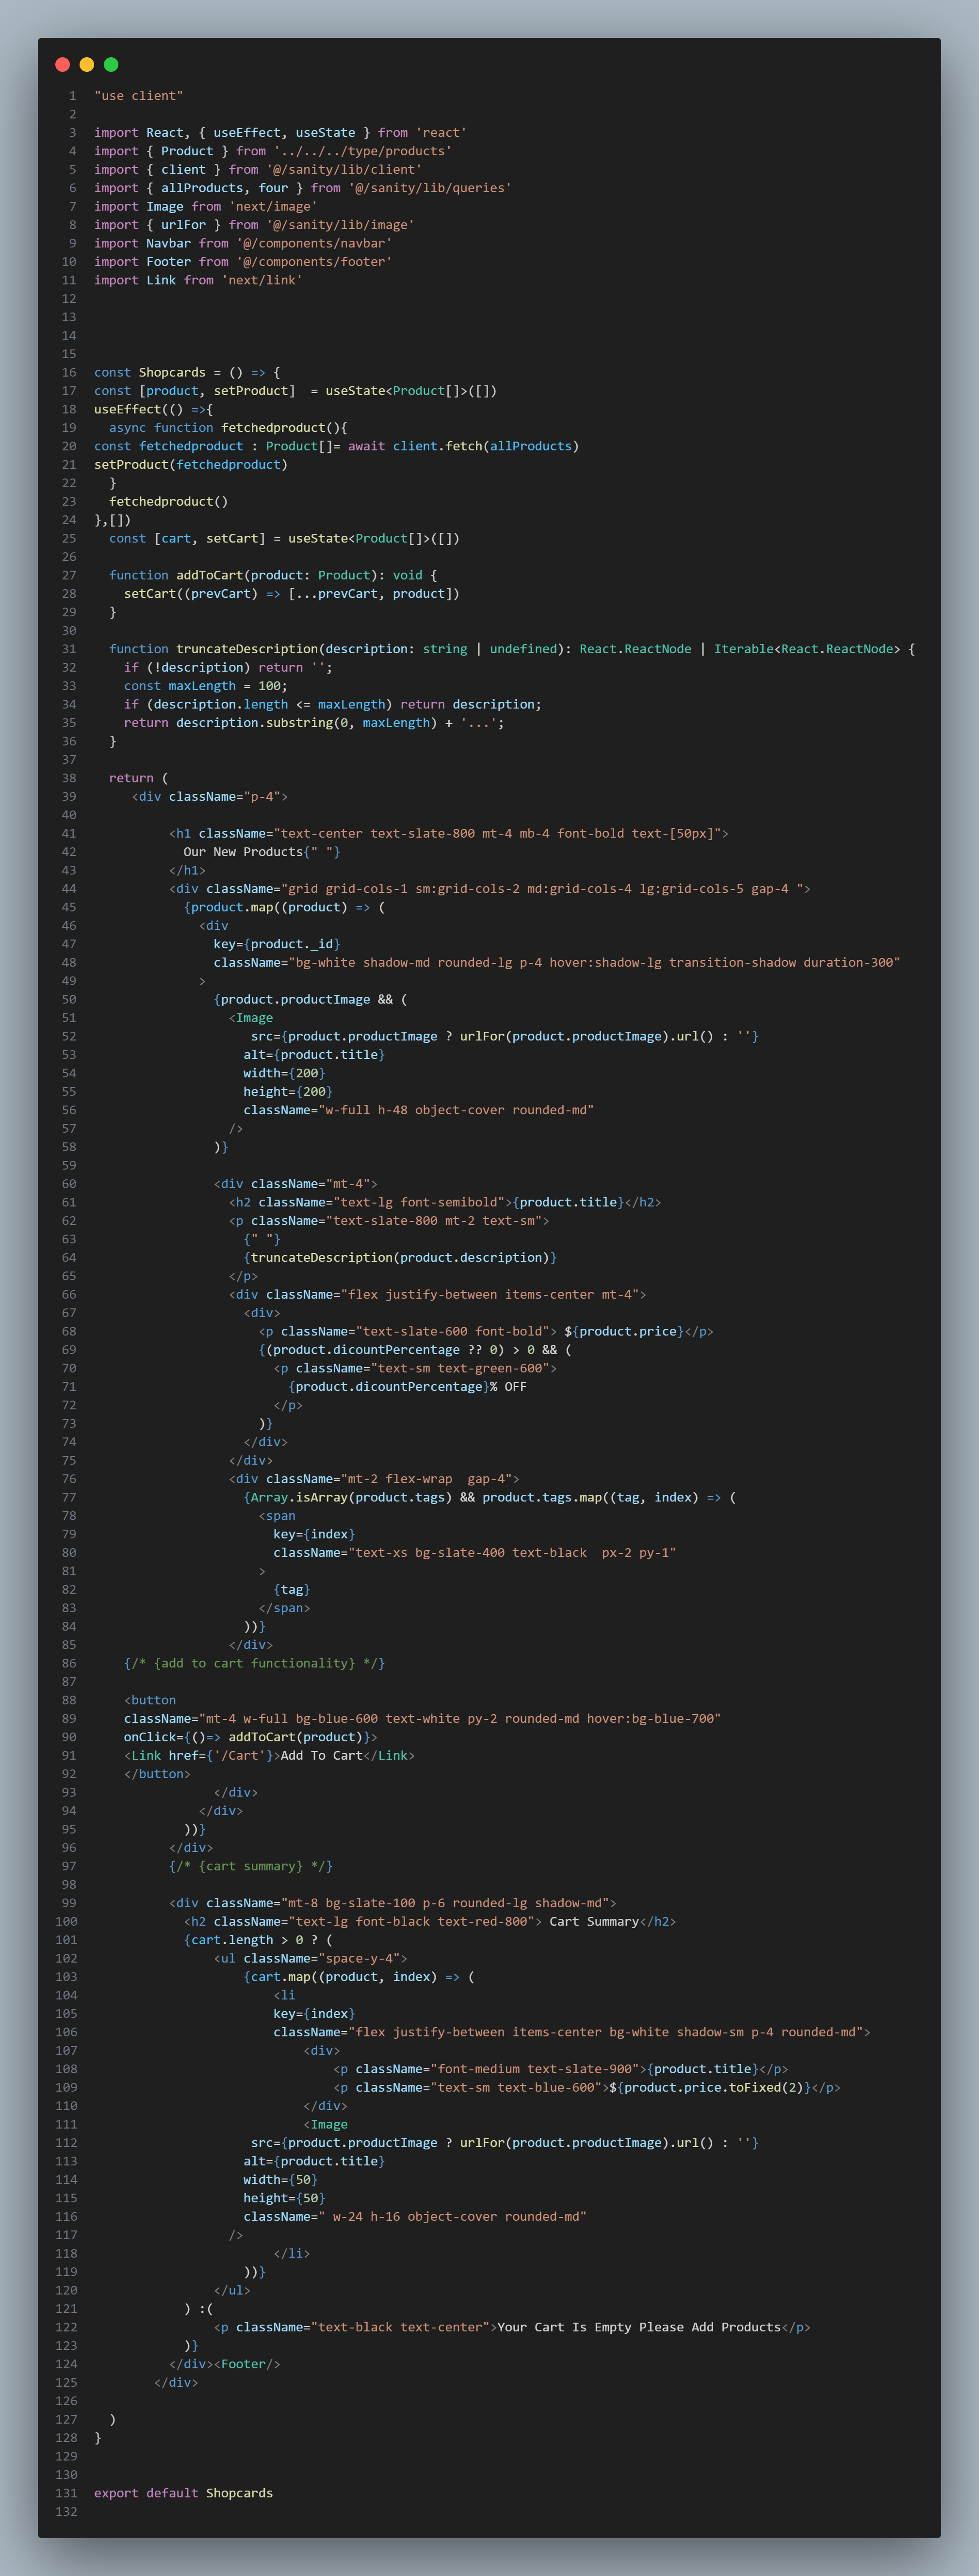 1 "use client"
2
3 import React, { useEffect, useState } from 'react'
4 import { Product } from '../../../type/products'
5 import { client } from '@/sanity/lib/client'
6 import { allProducts, four } from '@/sanity/lib/queries'
7 import Image from 'next/image'
8 import { urlFor } from '@/sanity/lib/image'
9 import Navbar from '@/components/navbar'
10 import Footer from '@/components/footer'
11 import Link from 'next/link'
12
13
14
15
16 const Shopcards = () => {
17 const [product, setProduct]  = useState<Product[]>([])
18 useEffect(() =>{
19   async function fetchedproduct(){
20 const fetchedproduct : Product[]= await client.fetch(allProducts)
21 setProduct(fetchedproduct)
22   }
23   fetchedproduct()
24 },[])
25   const [cart, setCart] = useState<Product[]>([])
26
27   function addToCart(product: Product): void {
28     setCart((prevCart) => [...prevCart, product])
29   }
30
31   function truncateDescription(description: string | undefined): React.ReactNode | Iterable<React.ReactNode> {
32     if (!description) return '';
33     const maxLength = 100;
34     if (description.length <= maxLength) return description;
35     return description.substring(0, maxLength) + '...';
36   }
37
38   return (
39      <div className="p-4">
40
41           <h1 className="text-center text-slate-800 mt-4 mb-4 font-bold text-[50px]">
42             Our New Products{" "}
43           </h1>
44           <div className="grid grid-cols-1 sm:grid-cols-2 md:grid-cols-4 lg:grid-cols-5 gap-4 ">
45             {product.map((product) => (
46               <div
47                 key={product._id}
48                 className="bg-white shadow-md rounded-lg p-4 hover:shadow-lg transition-shadow duration-300"
49               >
50                 {product.productImage && (
51                   <Image
52                      src={product.productImage ? urlFor(product.productImage).url() : ''}
53                     alt={product.title}
54                     width={200}
55                     height={200}
56                     className="w-full h-48 object-cover rounded-md"
57                   />
58                 )}
59
60                 <div className="mt-4">
61                   <h2 className="text-lg font-semibold">{product.title}</h2>
62                   <p className="text-slate-800 mt-2 text-sm">
63                     {" "}
64                     {truncateDescription(product.description)}
65                   </p>
66                   <div className="flex justify-between items-center mt-4">
67                     <div>
68                       <p className="text-slate-600 font-bold"> ${product.price}</p>
69                       {(product.dicountPercentage ?? 0) > 0 && (
70                         <p className="text-sm text-green-600">
71                           {product.dicountPercentage}% OFF
72                         </p>
73                       )}
74                     </div>
75                   </div>
76                   <div className="mt-2 flex-wrap  gap-4">
77                     {Array.isArray(product.tags) && product.tags.map((tag, index) => (
78                       <span
79                         key={index}
80                         className="text-xs bg-slate-400 text-black  px-2 py-1"
81                       >
82                         {tag}
83                       </span>
84                     ))}
85                   </div>
86     {/* {add to cart functionality} */}
87
88     <button
89     className="mt-4 w-full bg-blue-600 text-white py-2 rounded-md hover:bg-blue-700"
90     onClick={()=> addToCart(product)}>
91     <Link href={'/Cart'}>Add To Cart</Link>
92     </button>
93                 </div>
94               </div>
95             ))}
96           </div>
97           {/* {cart summary} */}
98
99           <div className="mt-8 bg-slate-100 p-6 rounded-lg shadow-md">
100             <h2 className="text-lg font-black text-red-800"> Cart Summary</h2>
101             {cart.length > 0 ? (
102                 <ul className="space-y-4">
103                     {cart.map((product, index) => (
104                         <li
105                         key={index}
106                         className="flex justify-between items-center bg-white shadow-sm p-4 rounded-md">
107                             <div>
108                                 <p className="font-medium text-slate-900">{product.title}</p>
109                                 <p className="text-sm text-blue-600">${product.price.toFixed(2)}</p>
110                             </div>
111                             <Image
112                      src={product.productImage ? urlFor(product.productImage).url() : ''}
113                     alt={product.title}
114                     width={50}
115                     height={50}
116                     className=" w-24 h-16 object-cover rounded-md"
117                   />
118                         </li>
119                     ))}
120                 </ul>
121             ) :(
122                 <p className="text-black text-center">Your Cart Is Empty Please Add Products</p>
123             )}
124           </div><Footer/>
125         </div>
126
127   )
128 }
129
130
131 export default Shopcards
132